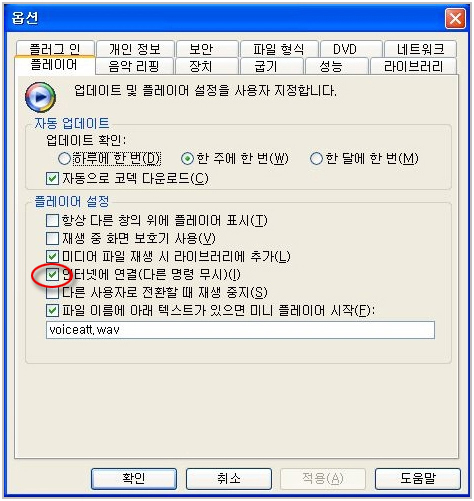 옵션
플러그 인 개인 정보 보안 파일 형식 DVD 네트워크
플레이어 음악 리핑 장치 굽기 성능 라이브러리
업데이트 및 플레이어 설정을 사용자 지정합니다.
자동 업데이트
업데이트 확인:
하루에 한 번(D) 한 주에 한 번(W) 한 달에 한 번(M)
자동으로 코덱 다운로드(C)
플레이어 설정
항상 다른 창의 위에 플레이어 표시(T)
재생 중 화면 보호기 사용(V)
미디어 파일 재생 시 라이브러리에 추가(L)
인터넷에 연결(다른 명령 무시)(I)
다른 사용자로 전환할 때 재생 중지(S)
파일 이름에 아래 텍스트가 있으면 미니 플레이어 시작(F):
voiceatt.wav
확인 취소 적용(A) 도움말